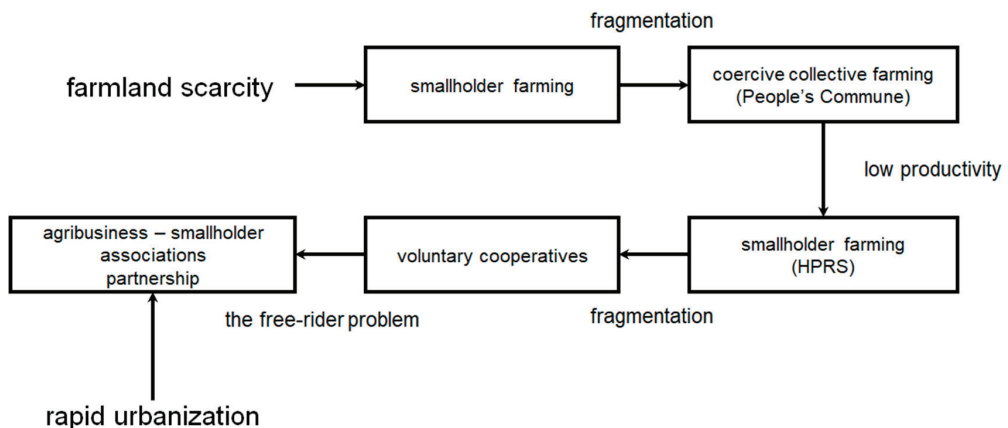 fragmentation
farmland scarcity
smallholder farming
coercive collective farming
(People's Commune)
low productivity
agribusiness – smallholder
associations
partnership
voluntary cooperatives
smallholder farming
(HPRS)
the free-rider problem
fragmentation
rapid urbanization